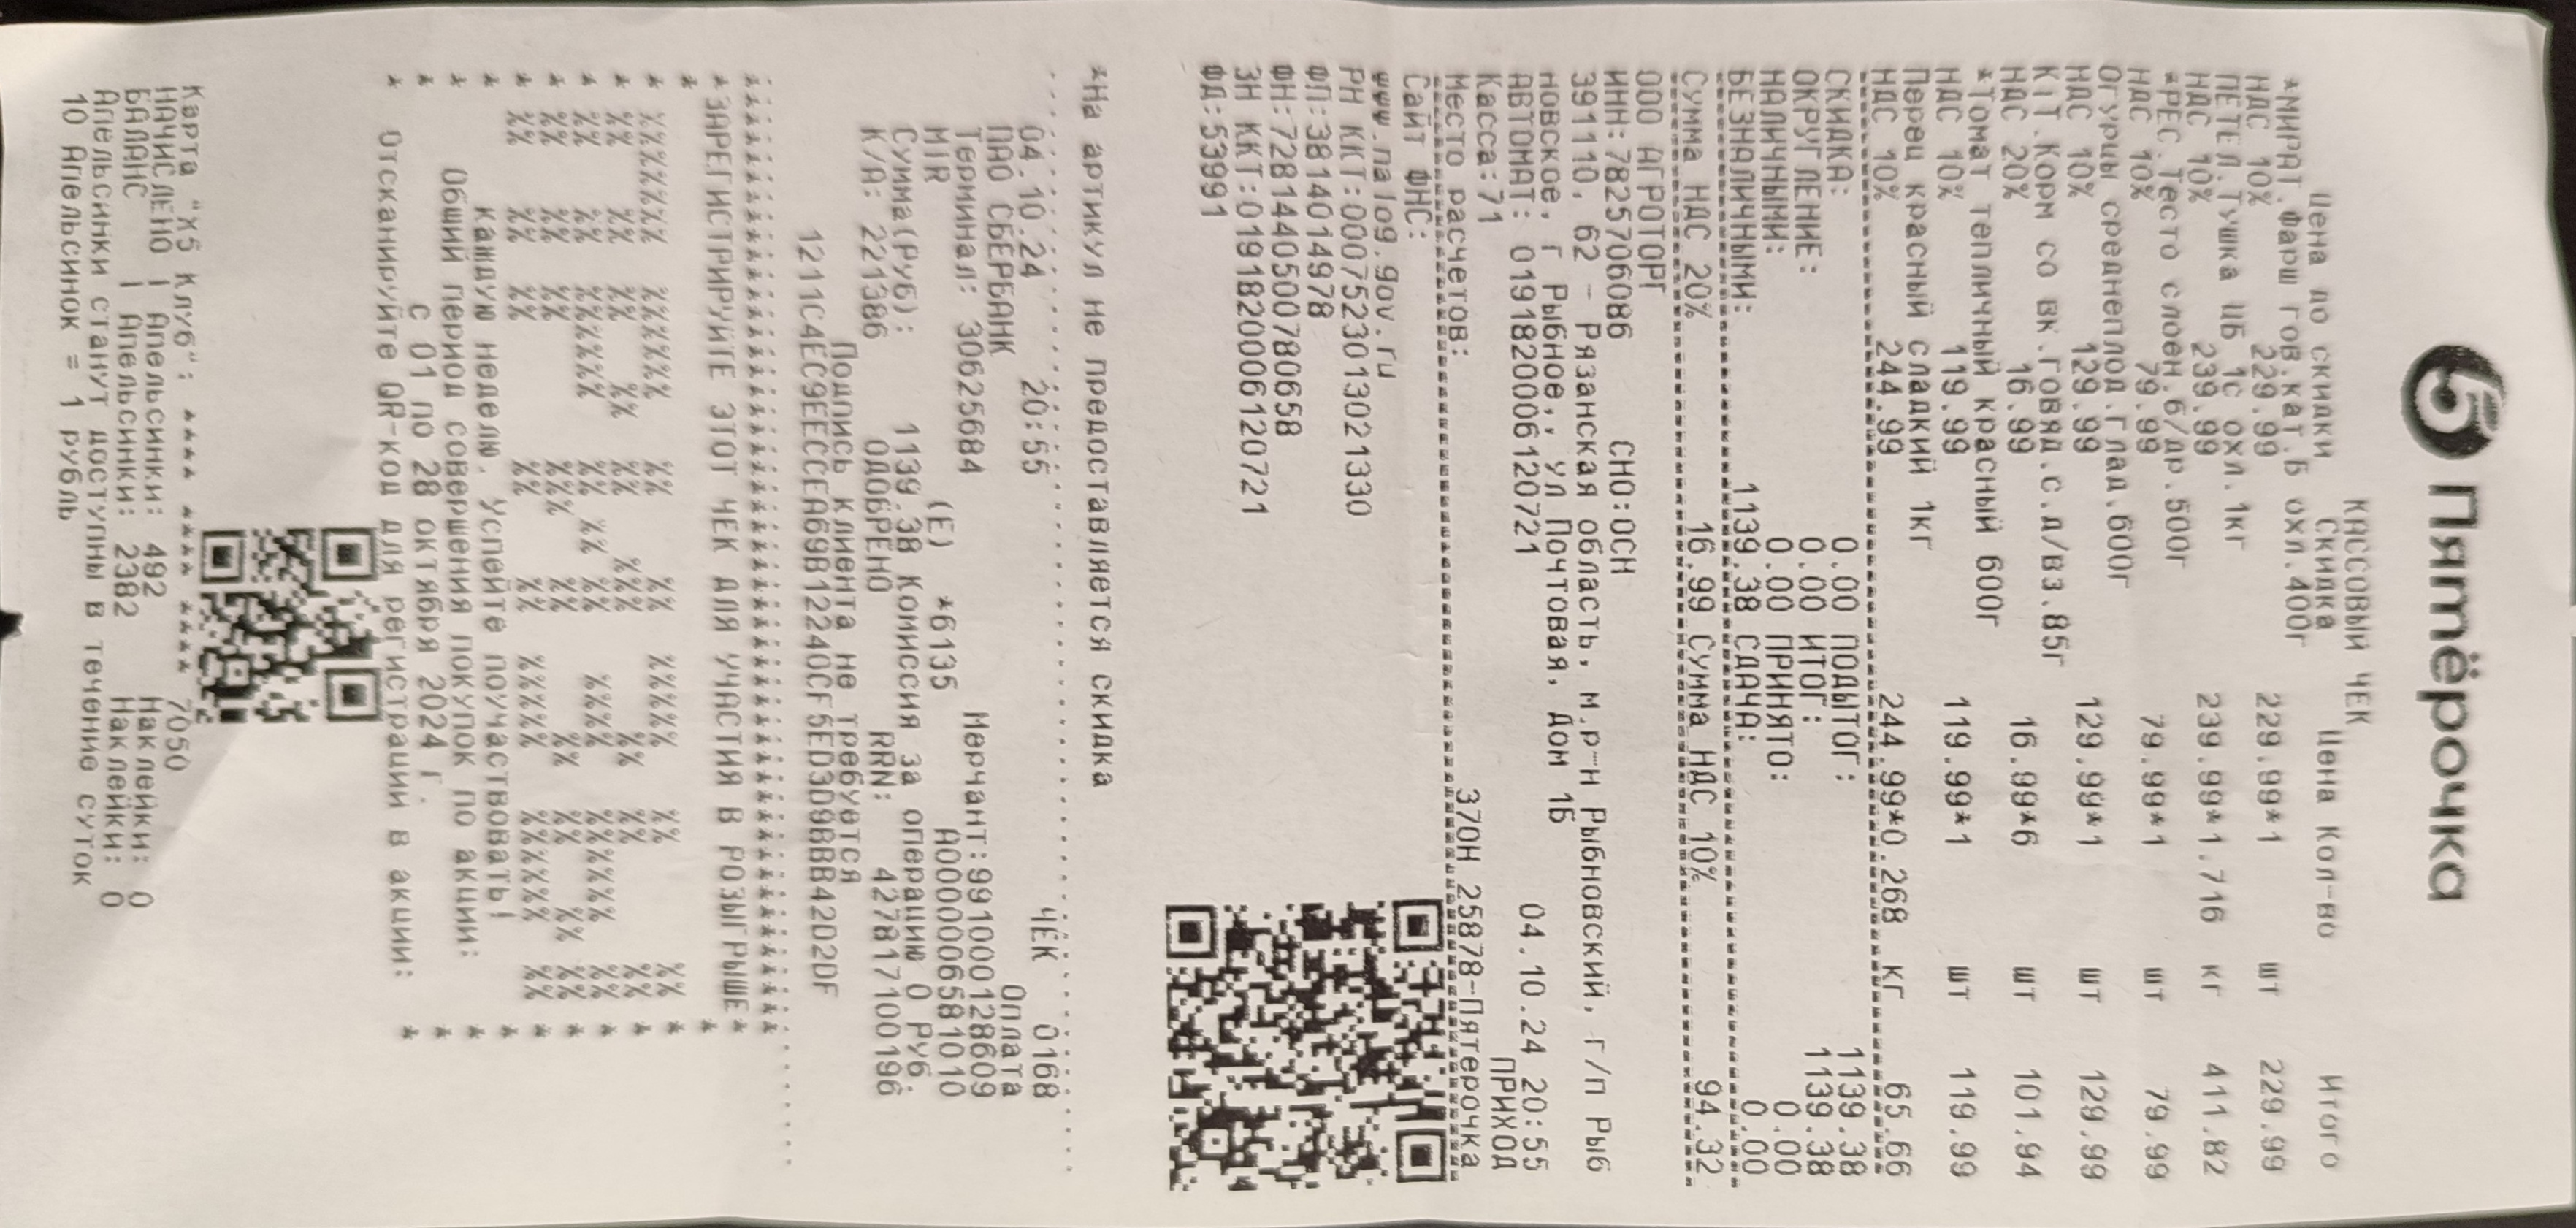 Пятёрочка
КАССОВЫЙ ЧЕК
Цена до скидки Скидка Цена Кол-во Итого
*МИРАТ.Фарш гов.кат.Б охл.400г
НДС 10% 229.99 229.99*1 шт 229.99
ПЕТЕЛ.Тушка ЦБ 1с охл.1кг
НДС 10% 239.99 239.99*1.716 кг 411.82
*РЕС.Тесто слоен.б/др.500г
НДС 10% 79.99 79.99*1 шт 79.99
Огурцы среднеплод.глад.600г
НДС 10% 129.99 129.99*1 шт 129.99
KIT.Корм со вк.говяд.с.д/вз.85г
НДС 20% 16.99 16.99*6 шт 101.94
*Томат тепличный красный 600г
НДС 10% 119.99 119.99*1 шт 119.99
Перец красный сладкий 1кг
НДС 10% 244.99 244.99*0.268 кг 65.66
СКИДКА: 0.00 ПОДЫТОГ: 1139.38
ОКРУГЛЕНИЕ: 0.00 ИТОГ: 1139.38
НАЛИЧНЫМИ: 0.00 ПРИНЯТО: 0.00
БЕЗНАЛИЧНЫМИ: 1139.38 СДАЧА: 0.00
Сумма НДС 20% 16.99 Сумма НДС 10% 94.32
ООО АГРОТОРГ
ИНН:7825706086 СНО:ОСН
391110, 62 - Рязанская область, м.р-н Рыбновский, г/п Рыб
новское, г Рыбное,, ул Почтовая, дом 1Б
АВТОМАТ: 0191820006120721 04.10.24 20:55
Касса:71 ПРИХОД
Место расчетов: 370Н 25878-Пятерочка
Сайт ФНС:
www.nalog.gov.ru
РН ККТ:0007523013021330
ФП:3814014978
ФН:7281440500780658
ЗН ККТ:01918200061207​21
ФД:53991
*На артикул не предоставляется скидка
04.10.24 20:55 ЧЕК 0168
ПАО СБЕРБАНК Оплата
Терминал: 30625684 Мерчант:991000128609
MIR (E) *6135 A0000006581010
Сумма(Руб): 1139.38 Комиссия за операцию 0 Руб.
К/А: 221386 ОДОБРЕНО RRN: 427817100196
Подпись клиента не требуется
1211C4EC9EECCEA69B12240CF5ED3D9BBB42D2DF
*ЗАРЕГИСТРИРУЙТЕ ЭТОТ ЧЕК ДЛЯ УЧАСТИЯ В РОЗЫГРЫШЕ*
каждую неделю. Успейте поучаствовать!
Общий период совершения покупок по акции:
с 01 по 28 октября 2024 г.
* Отсканируйте QR-код для регистрации в акции: *
Карта "Х5 Клуб": **** **** **** 7050
НАЧИСЛЕНО | Апельсинки: 492 Наклейки: 0
БАЛАНС | Апельсинки: 2382 Наклейки: 0
Апельсинки станут доступны в течение суток
10 Апельсинок = 1 рубль